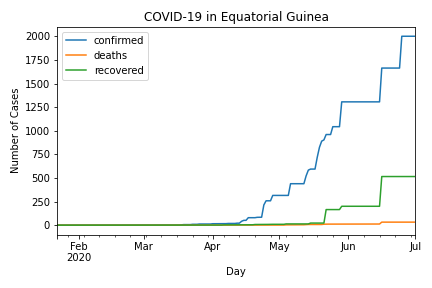 COVID-19 in Equatorial Guinea
confirmed
deaths
recovered
2000
1750
1500
1250
1000
750
500
250
0
Number of Cases
Feb
2020
Mar
Apr
May
Jun
Jul
Day